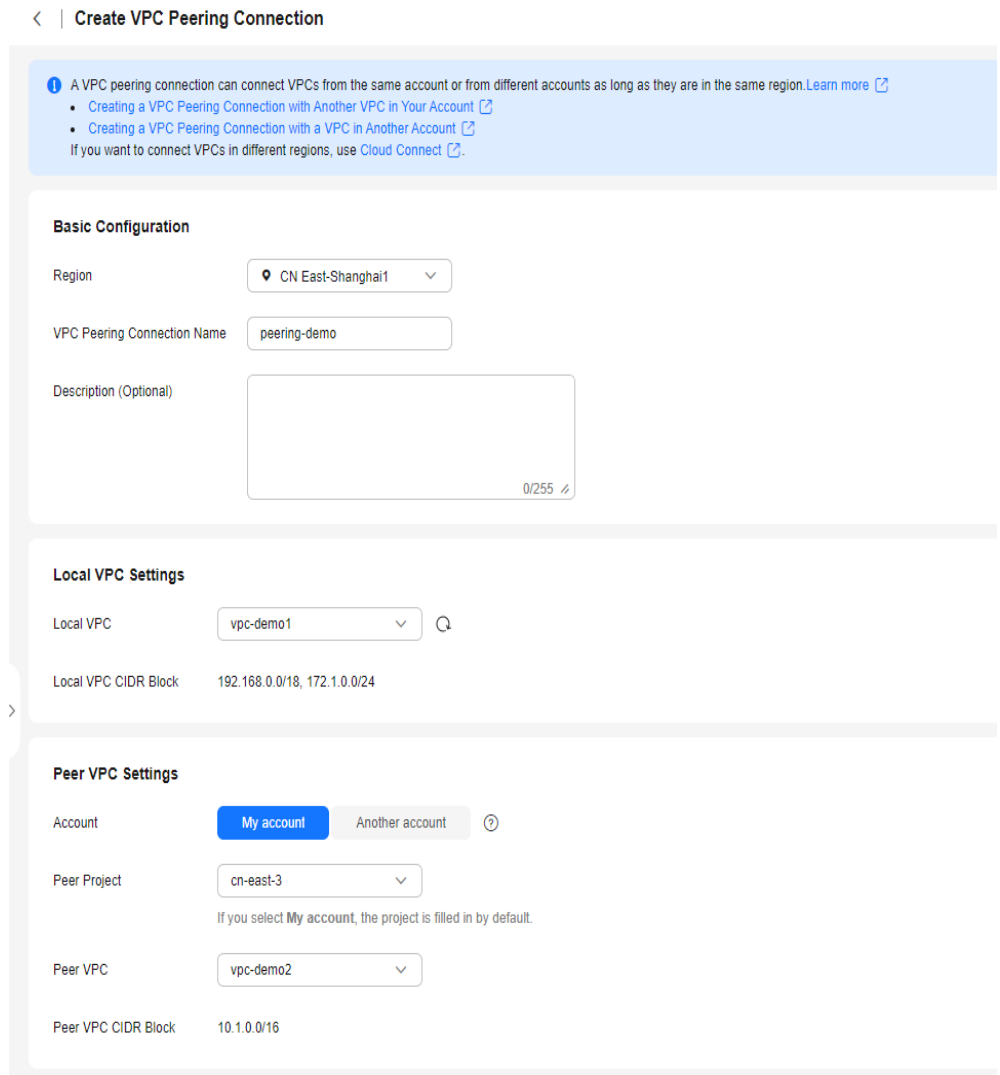 Create VPC Peering Connection
A VPC peering connection can connect VPCs from the same account or from different accounts as long as they are in the same region.Learn more
• Creating a VPC Peering Connection with Another VPC in Your Account
• Creating a VPC Peering Connection with a VPC in Another Account
If you want to connect VPCs in different regions, use Cloud Connect .
Basic Configuration
Region CN East-Shanghai1
VPC Peering Connection Name peering-demo
Description (Optional)
0/255
Local VPC Settings
Local VPC vpc-demo1
Local VPC CIDR Block 192.168.0.0/18, 172.1.0.0/24
Peer VPC Settings
Account My account Another account
Peer Project cn-east-3
If you select My account, the project is filled in by default.
Peer VPC vpc-demo2
Peer VPC CIDR Block 10.1.0.0/16